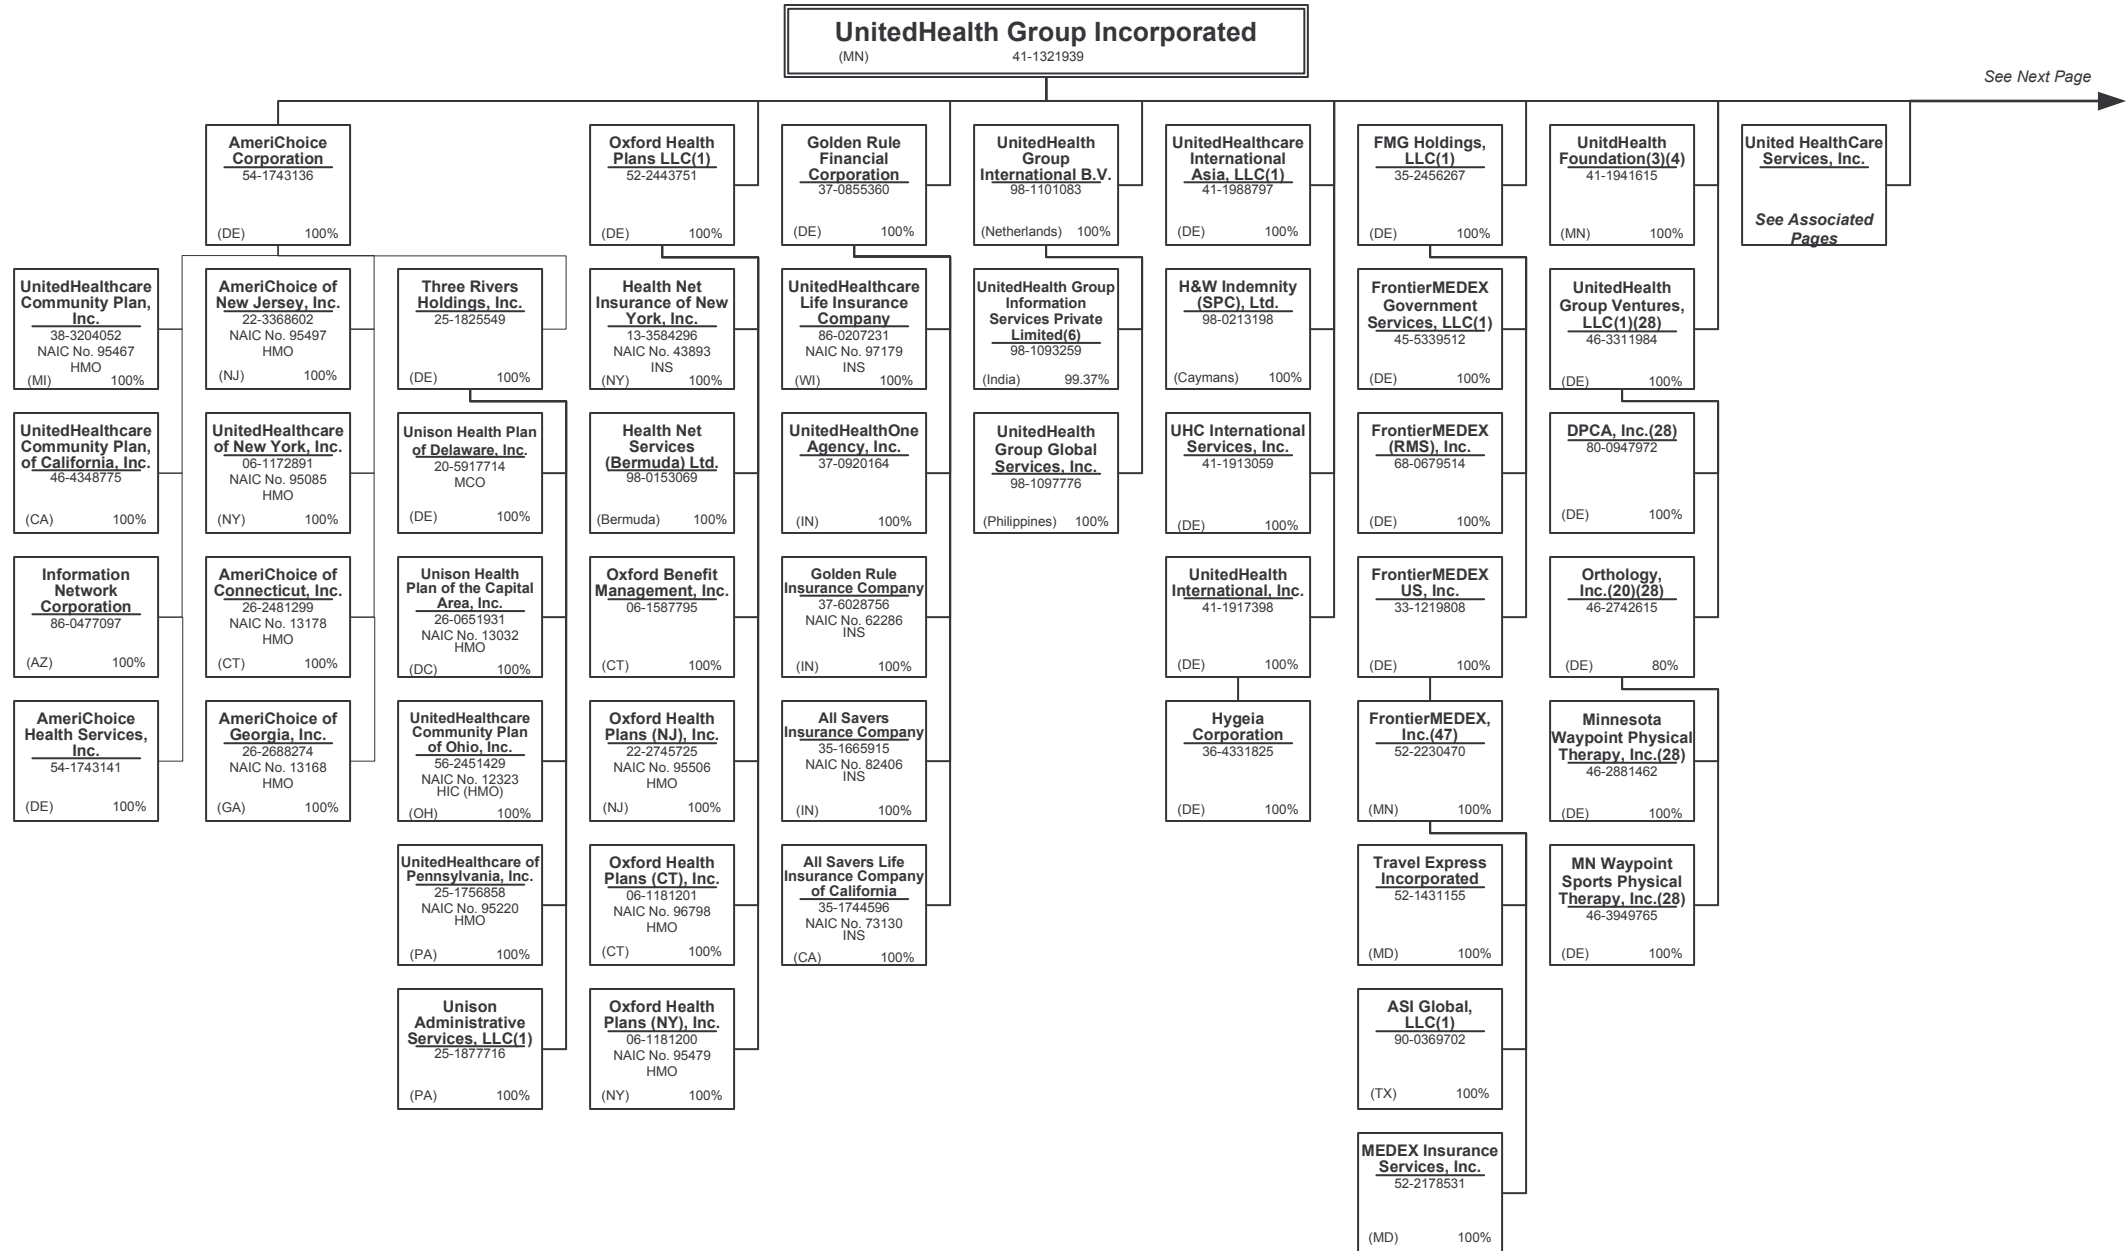 UnitedHealth Group Incorporated
(MN) 41-1321939
See Next Page
AmeriChoice
Corporation
54-1743136
(DE) 100%
Oxford Health
Plans LLC(1)
52-2443751
(DE) 100%
Golden Rule
Financial
Corporation
37-0855360
(DE) 100%
UnitedHealth
Group
International B.V.
98-1101083
(Netherlands) 100%
UnitedHealthcare
International
Asia, LLC(1)
41-1988797
(DE) 100%
FMG Holdings,
LLC(1)
35-2456267
(DE) 100%
UnitdHealth
Foundation(3)(4)
41-1941615
(MN) 100%
United HealthCare
Services, Inc.
See Associated
Pages
UnitedHealthcare
Community Plan,
Inc.
38-3204052
NAIC No. 95467
HMO
(MI) 100%
AmeriChoice of
New Jersey, Inc.
22-3368602
NAIC No. 95497
HMO
(NJ) 100%
Three Rivers
Holdings, Inc.
25-1825549
(DE) 100%
Health Net
Insurance of New
York, Inc.
13-3584296
NAIC No. 43893
INS
(NY) 100%
UnitedHealthcare
Life Insurance
Company
86-0207231
NAIC No. 97179
INS
(WI) 100%
UnitedHealth Group
Information
Services Private
Limited(6)
98-1093259
(India) 99.37%
H&W Indemnity
(SPC), Ltd.
98-0213198
(Caymans) 100%
FrontierMEDEX
Government
Services, LLC(1)
45-5339512
(DE) 100%
UnitedHealth
Group Ventures,
LLC(1)(28)
46-3311984
(DE) 100%
UnitedHealthcare
Community Plan,
of California, Inc.
46-4348775
(CA) 100%
UnitedHealthcare
of New York, Inc.
06-1172891
NAIC No. 95085
HMO
(NY) 100%
Unison Health Plan
of Delaware, Inc.
20-5917714
MCO
(DE) 100%
Health Net
Services
(Bermuda) Ltd.
98-0153069
(Bermuda) 100%
UnitedHealthOne
Agency, Inc.
37-0920164
(IN) 100%
UnitedHealth
Group Global
Services, Inc.
98-1097776
(Philippines) 100%
UHC International
Services, Inc.
41-1913059
(DE) 100%
FrontierMEDEX
(RMS), Inc.
68-0679514
(DE) 100%
DPCA, Inc.(28)
80-0947972
(DE) 100%
Information
Network
Corporation
86-0477097
(AZ) 100%
AmeriChoice of
Connecticut, Inc.
26-2481299
NAIC No. 13178
HMO
(CT) 100%
Unison Health
Plan of the Capital
Area, Inc.
26-0651931
NAIC No. 13032
HMO
(DC) 100%
Oxford Benefit
Management, Inc.
06-1587795
(CT) 100%
Golden Rule
Insurance Company
37-6028756
NAIC No. 62286
INS
(IN) 100%
UnitedHealth
International, Inc.
41-1917398
(DE) 100%
FrontierMEDEX
US, Inc.
33-1219808
(DE) 100%
Orthology,
Inc.(20)(28)
46-2742615
(DE) 80%
AmeriChoice
Health Services,
Inc.
54-1743141
(DE) 100%
AmeriChoice of
Georgia, Inc.
26-2688274
NAIC No. 13168
HMO
(GA) 100%
UnitedHealthcare
Community Plan
of Ohio, Inc.
56-2451429
NAIC No. 12323
HIC (HMO)
(OH) 100%
Oxford Health
Plans (NJ), Inc.
22-2745725
NAIC No. 95506
HMO
(NJ) 100%
All Savers
Insurance Company
35-1665915
NAIC No. 82406
INS
(IN) 100%
Hygeia
Corporation
36-4331825
(DE) 100%
FrontierMEDEX,
Inc.(47)
52-2230470
(MN) 100%
Minnesota
Waypoint Physical
Therapy, Inc.(28)
46-2881462
(DE) 100%
UnitedHealthcare of
Pennsylvania, Inc.
25-1756858
NAIC No. 95220
HMO
(PA) 100%
Oxford Health
Plans (CT), Inc.
06-1181201
NAIC No. 96798
HMO
(CT) 100%
All Savers Life
Insurance Company
of California
35-1744596
NAIC No. 73130
INS
(CA) 100%
Travel Express
Incorporated
52-1431155
(MD) 100%
MN Waypoint
Sports Physical
Therapy, Inc.(28)
46-3949765
(DE) 100%
Unison
Administrative
Services, LLC(1)
25-1877716
(PA) 100%
Oxford Health
Plans (NY), Inc.
06-1181200
NAIC No. 95479
HMO
(NY) 100%
ASI Global,
LLC(1)
90-0369702
(TX) 100%
MEDEX Insurance
Services, Inc.
52-2178531
(MD) 100%